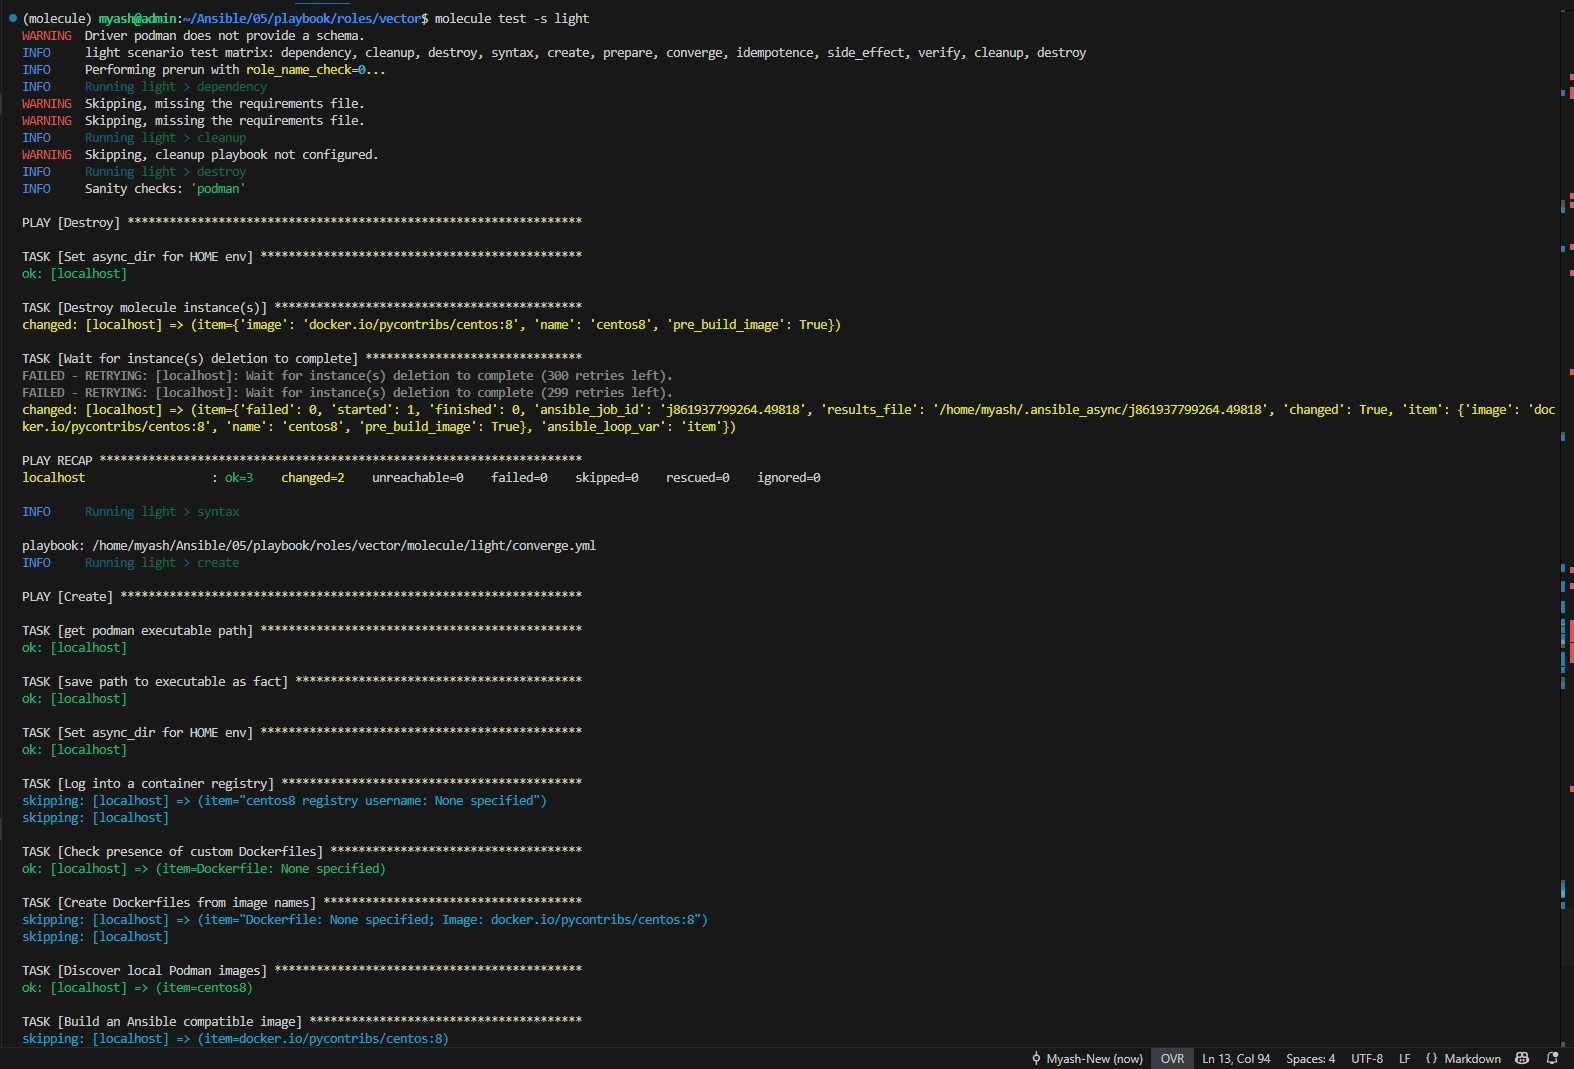 (molecule) myash@admin:~/Ansible/05/playbook/roles/vector$ molecule test -s light
WARNING  Driver podman does not provide a schema.
INFO     light scenario test matrix: dependency, cleanup, destroy, syntax, create, prepare, converge, idempotence, side_effect, verify, cleanup, destroy
INFO     Performing prerun with role_name_check=0...
INFO     Running light > dependency
WARNING  Skipping, missing the requirements file.
WARNING  Skipping, missing the requirements file.
INFO     Running light > cleanup
WARNING  Skipping, cleanup playbook not configured.
INFO     Running light > destroy
INFO     Sanity checks: 'podman'
PLAY [Destroy] *****************************************************************
TASK [Set async_dir for HOME env] **********************************************
ok: [localhost]
TASK [Destroy molecule instance(s)] ********************************************
changed: [localhost] => (item={'image': 'docker.io/pycontribs/centos:8', 'name': 'centos8', 'pre_build_image': True})
TASK [Wait for instance(s) deletion to complete] *******************************
FAILED - RETRYING: [localhost]: Wait for instance(s) deletion to complete (300 retries left).
FAILED - RETRYING: [localhost]: Wait for instance(s) deletion to complete (299 retries left).
changed: [localhost] => (item={'failed': 0, 'started': 1, 'finished': 0, 'ansible_job_id': 'j861937799264.49818', 'results_file': '/home/myash/.ansible_async/j861937799264.49818', 'changed': True, 'item': {'image': 'doc
ker.io/pycontribs/centos:8', 'name': 'centos8', 'pre_build_image': True}, 'ansible_loop_var': 'item'})
PLAY RECAP *********************************************************************
localhost                  : ok=3    changed=2    unreachable=0    failed=0    skipped=0    rescued=0    ignored=0
INFO     Running light > syntax
playbook: /home/myash/Ansible/05/playbook/roles/vector/molecule/light/converge.yml
INFO     Running light > create
PLAY [Create] ******************************************************************
TASK [get podman executable path] **********************************************
ok: [localhost]
TASK [save path to executable as fact] *****************************************
ok: [localhost]
TASK [Set async_dir for HOME env] **********************************************
ok: [localhost]
TASK [Log into a container registry] *******************************************
skipping: [localhost] => (item="centos8 registry username: None specified")
skipping: [localhost]
TASK [Check presence of custom Dockerfiles] ************************************
ok: [localhost] => (item=Dockerfile: None specified)
TASK [Create Dockerfiles from image names] *************************************
skipping: [localhost] => (item="Dockerfile: None specified; Image: docker.io/pycontribs/centos:8")
skipping: [localhost]
TASK [Discover local Podman images] ********************************************
ok: [localhost] => (item=centos8)
TASK [Build an Ansible compatible image] ***************************************
skipping: [localhost] => (item=docker.io/pycontribs/centos:8)
Myash-New (now) OVR Ln 13, Col 94 Spaces: 4 UTF-8 LF {} Markdown